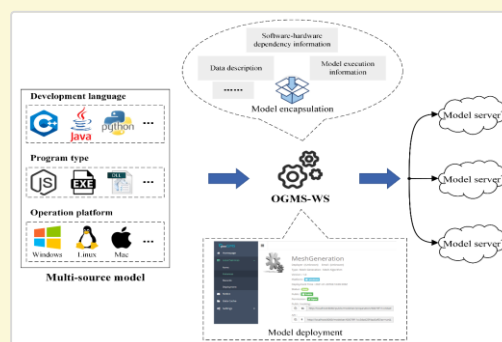 Software-hardware
dependency information
Data description
Model execution
information
......
Model encapsulation
Development language
Java
python
...
Program type
JS
EXE
DLL
...
Operation platform
Windows
Linux
Mac
...
Multi-source model
OGMS-WS
Model server
Model server
Model server
MeshGeneration
Model deployment